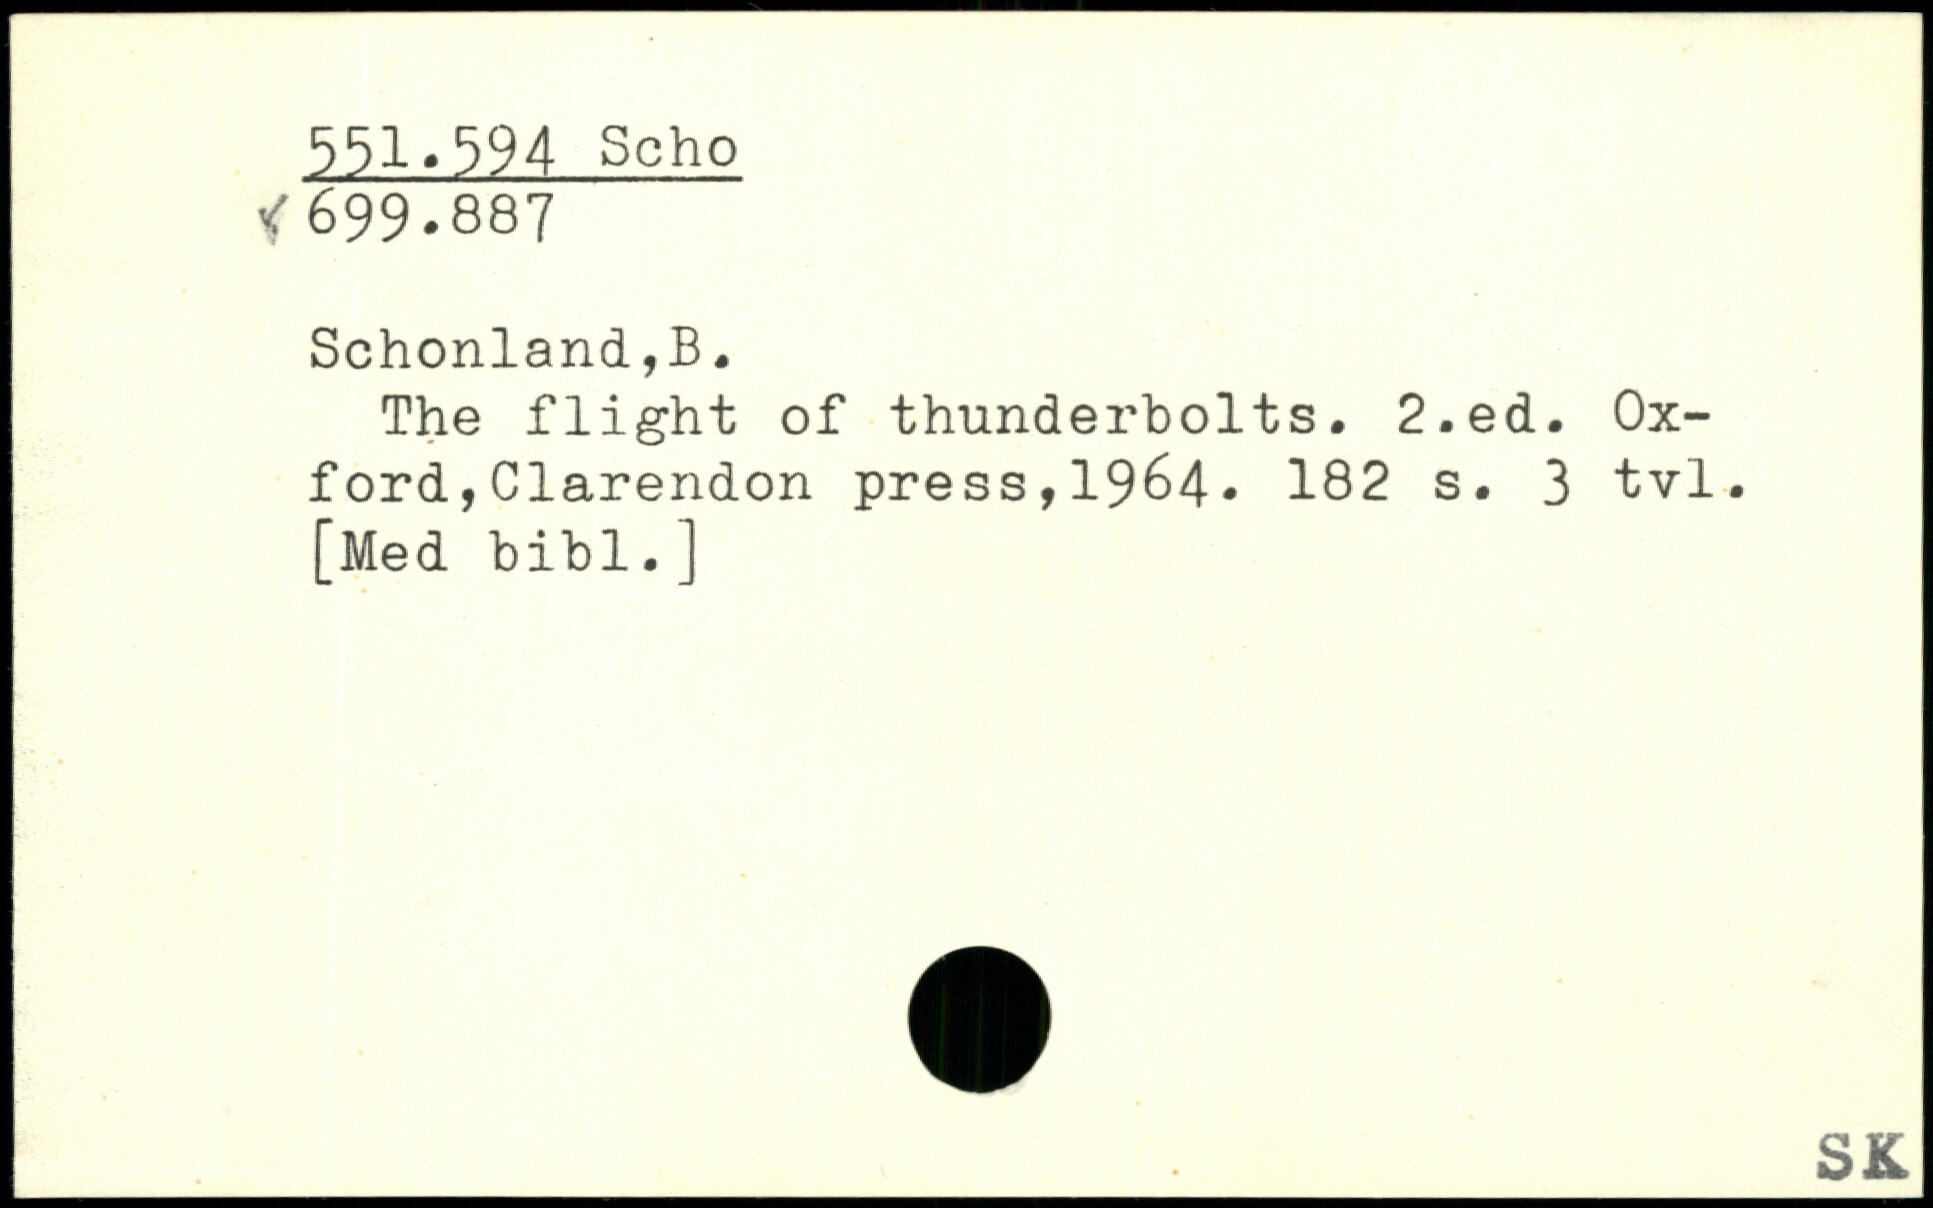 551.594 Scho
699.887
Schonland,B.
The flight of thunderbolts. 2.ed. Ox-
ford,Clarendon press,1964. 182 s. 3 tvl.
[Med bibl.]
SK